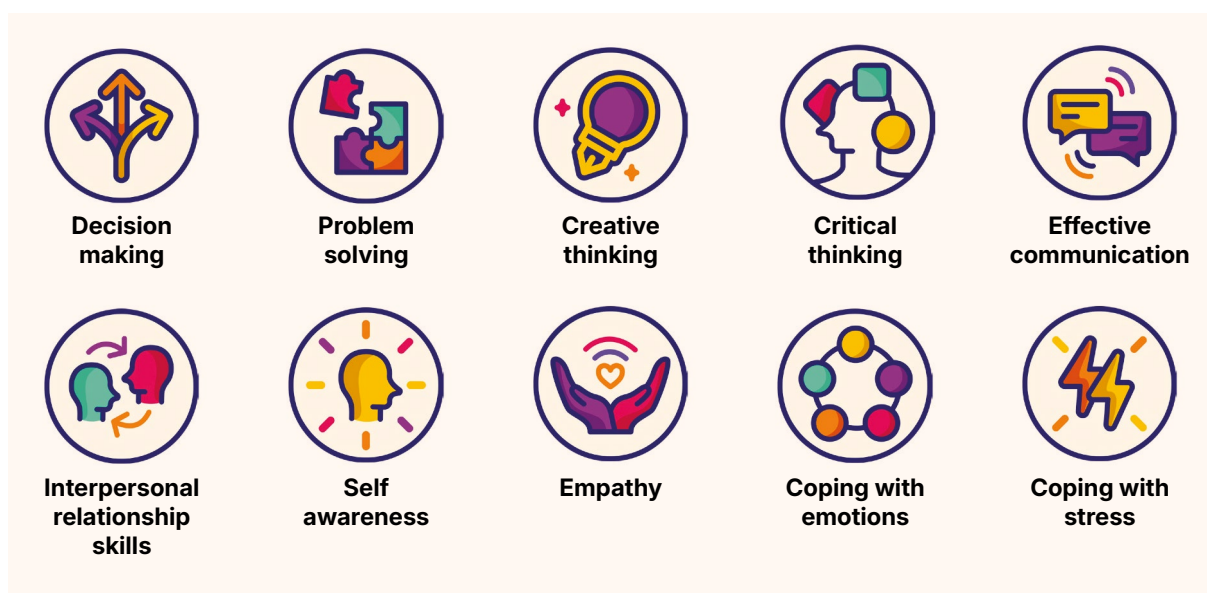 Decision
making
Problem
solving
Creative
thinking
Critical
thinking
Effective
communication
Interpersonal
relationship
skills
Self
awareness
Empathy
Coping with
emotions
Coping with
stress